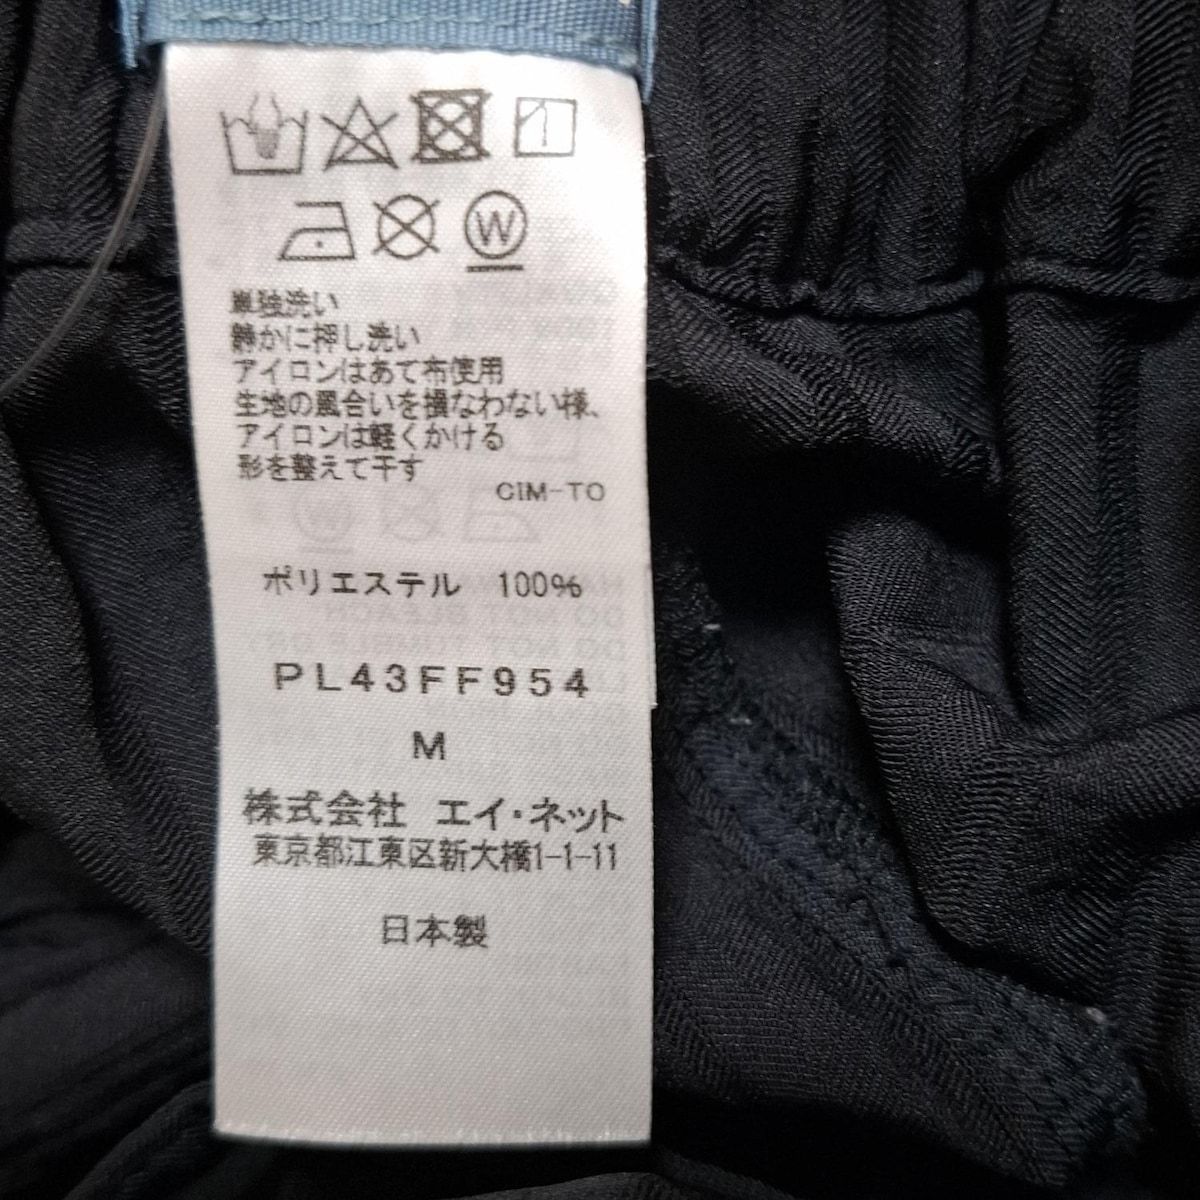 単独洗い
静かに押し洗い
アイロンはあて布使用
生地の風合いを損なわない様、
アイロンは軽くかける
形を整えて干す
CIM-TO
ポリエステル 100%
PL43FF954
M
株式会社 エイ・ネット
東京都江東区新大橋1-1-11
日本製